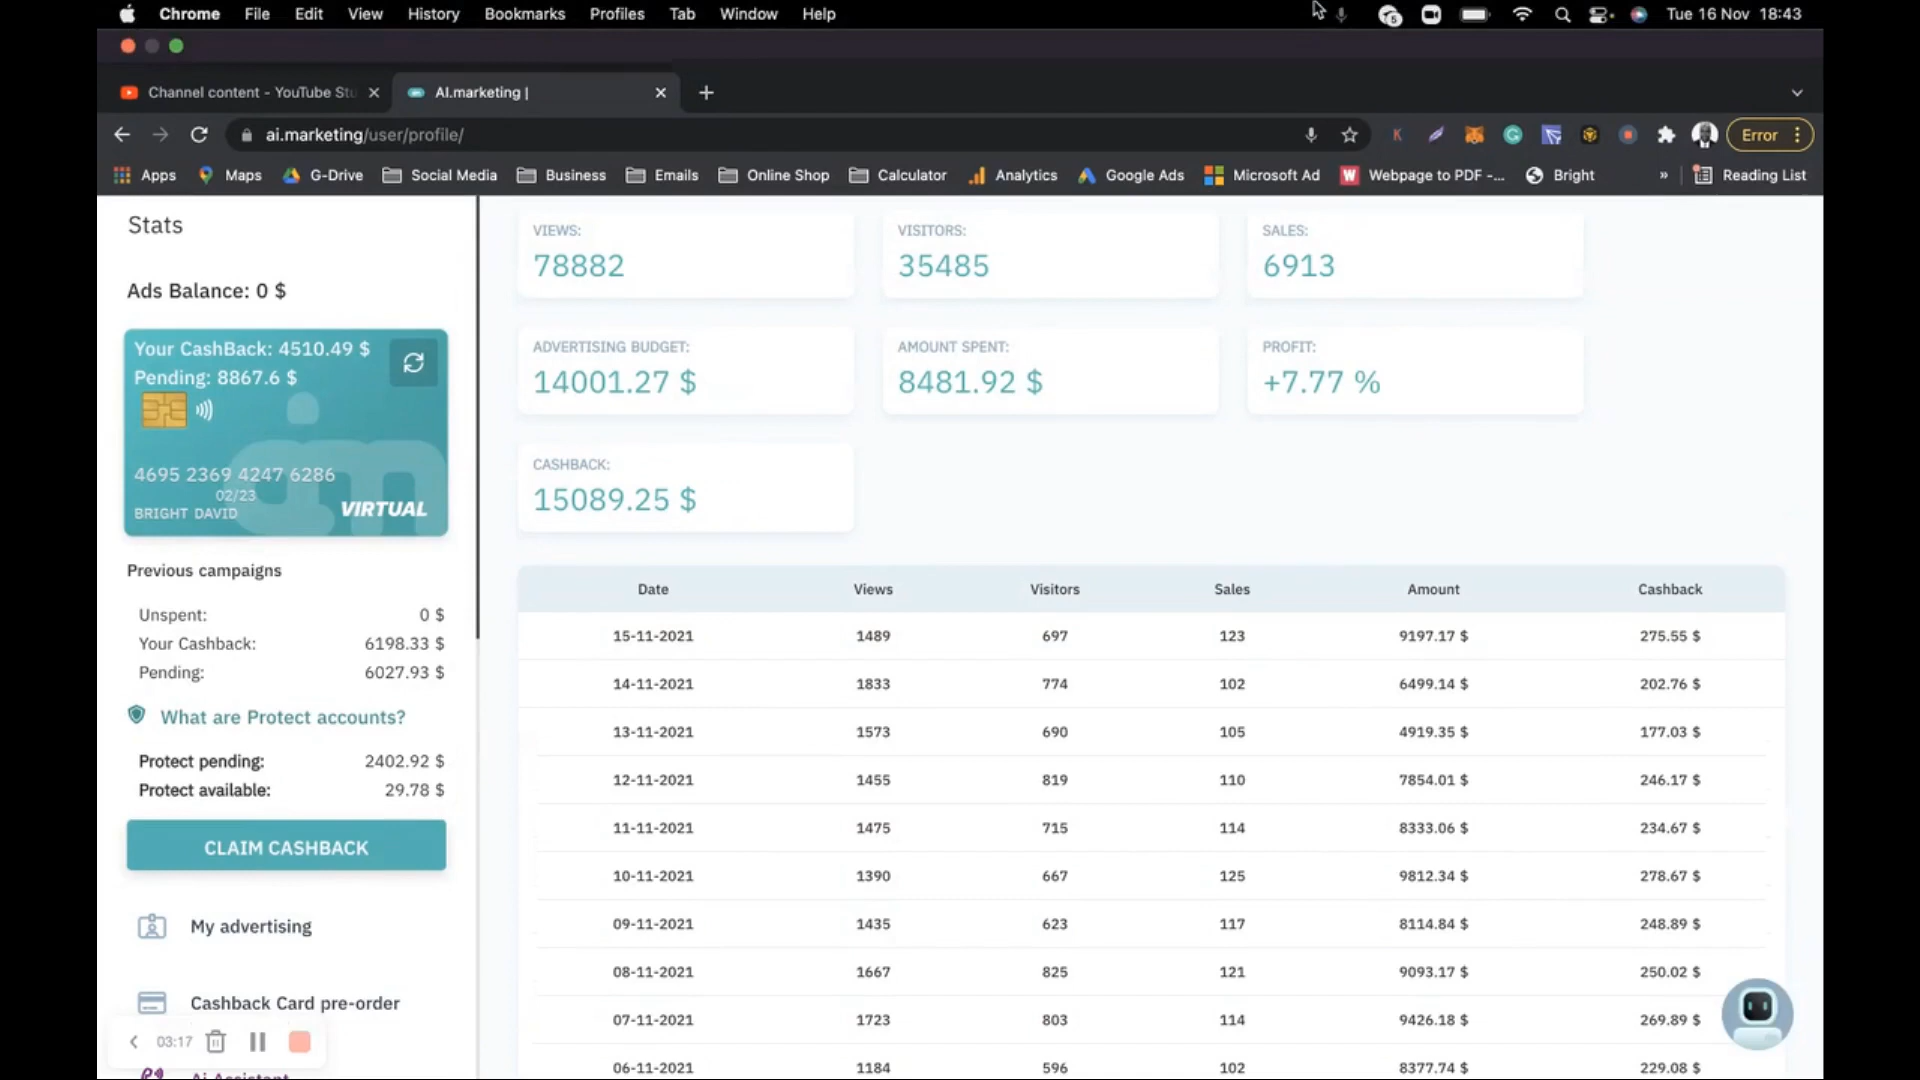 Chrome File Edit View History Bookmarks Profiles Tab Window Help 5 Tue 16 Nov 18:43
Channel content - YouTube Stu AI.marketing |
ai.marketing/user/profile/ K Error
Apps Maps G-Drive Social Media Business Emails Online Shop Calculator Analytics Google Ads Microsoft Ad W Webpage to PDF -... Bright » Reading List
Stats
Ads Balance: 0 $
Your CashBack: 4510.49 $
Pending: 8867.6 $
4695 2369 4247 6286
02/23
BRIGHT DAVID
VIRTUAL
Previous campaigns
Unspent: 0 $
Your Cashback: 6198.33 $
Pending: 6027.93 $
What are Protect accounts?
Protect pending: 2402.92 $
Protect available: 29.78 $
CLAIM CASHBACK
My advertising
Cashback Card pre-order
03:17
Ai Assistant
VIEWS: VISITORS: SALES:
78882 35485 6913
ADVERTISING BUDGET: AMOUNT SPENT: PROFIT:
14001.27 $ 8481.92 $ +7.77 %
CASHBACK:
15089.25 $
Date Views Visitors Sales Amount Cashback
15-11-2021 1489 697 123 9197.17 $ 275.55 $
14-11-2021 1833 774 102 6499.14 $ 202.76 $
13-11-2021 1573 690 105 4919.35 $ 177.03 $
12-11-2021 1455 819 110 7854.01 $ 246.17 $
11-11-2021 1475 715 114 8333.06 $ 234.67 $
10-11-2021 1390 667 125 9812.34 $ 278.67 $
09-11-2021 1435 623 117 8114.84 $ 248.89 $
08-11-2021 1667 825 121 9093.17 $ 250.02 $
07-11-2021 1723 803 114 9426.18 $ 269.89 $
06-11-2021 1184 596 102 8377.74 $ 229.08 $